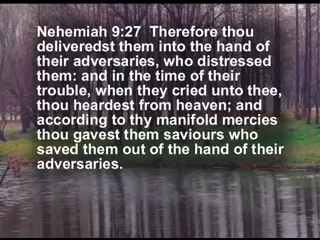 Nehemiah 9:27  Therefore thou
deliveredst them into the hand of
their adversaries, who distressed
them: and in the time of their
trouble, when they cried unto thee,
thou heardest from heaven; and
according to thy manifold mercies
thou gavest them saviours who
saved them out of the hand of their
adversaries.